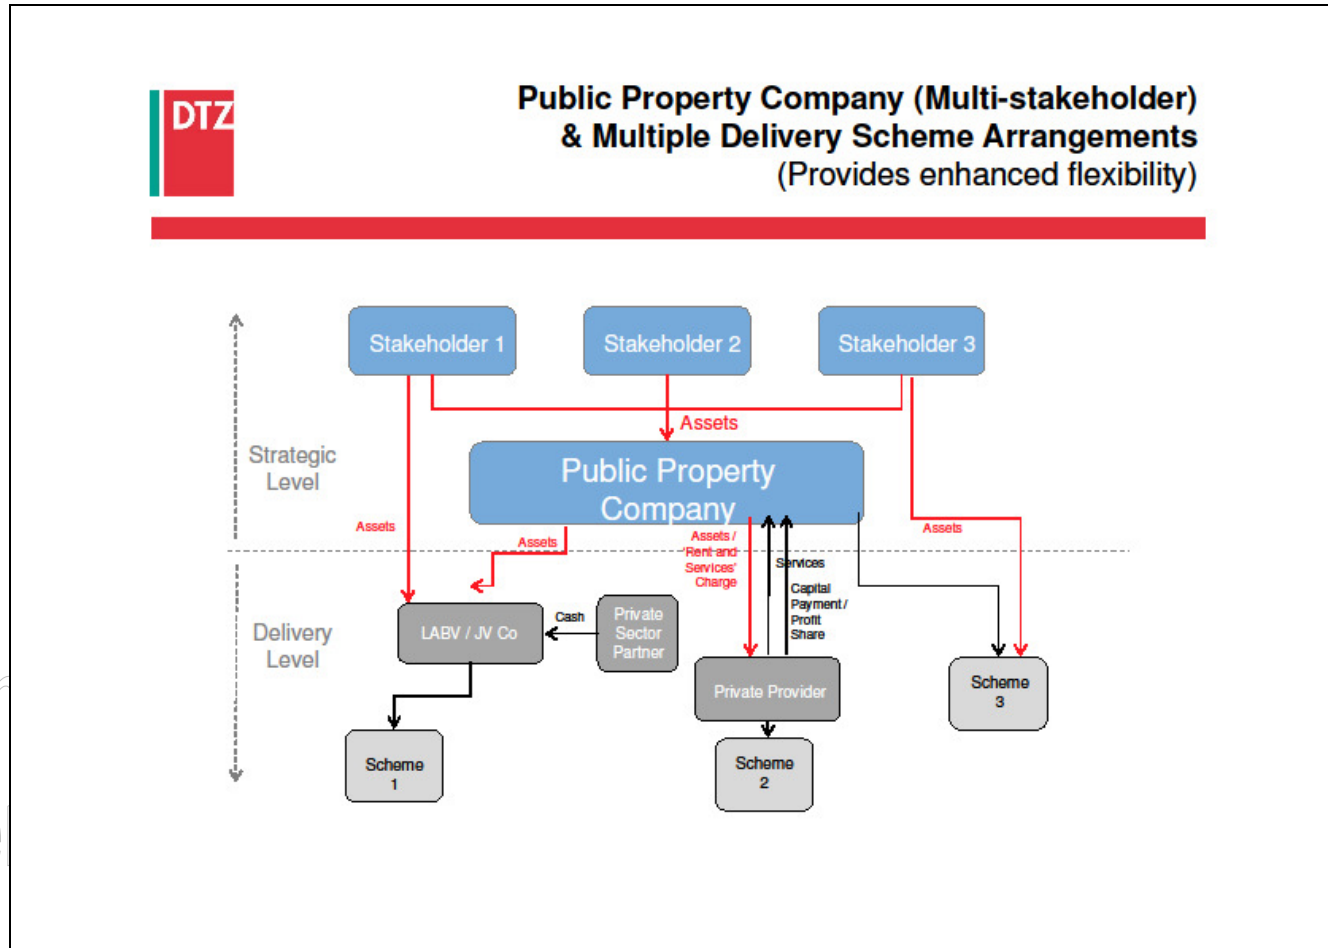 DTZ
Public Property Company (Multi-stakeholder)
& Multiple Delivery Scheme Arrangements
(Provides enhanced flexibility)
Stakeholder 1
Stakeholder 2
Stakeholder 3
Assets
Strategic
Level
Public Property
Company
Assets
Assets
Assets /
'Rent and
Services'
Charge
Services
Capital
Payment /
Profit
Share
Assets
Delivery
Level
LABV / JV Co
Cash
Private
Sector
Partner
Private Provider
Scheme
3
Scheme
1
Scheme
2